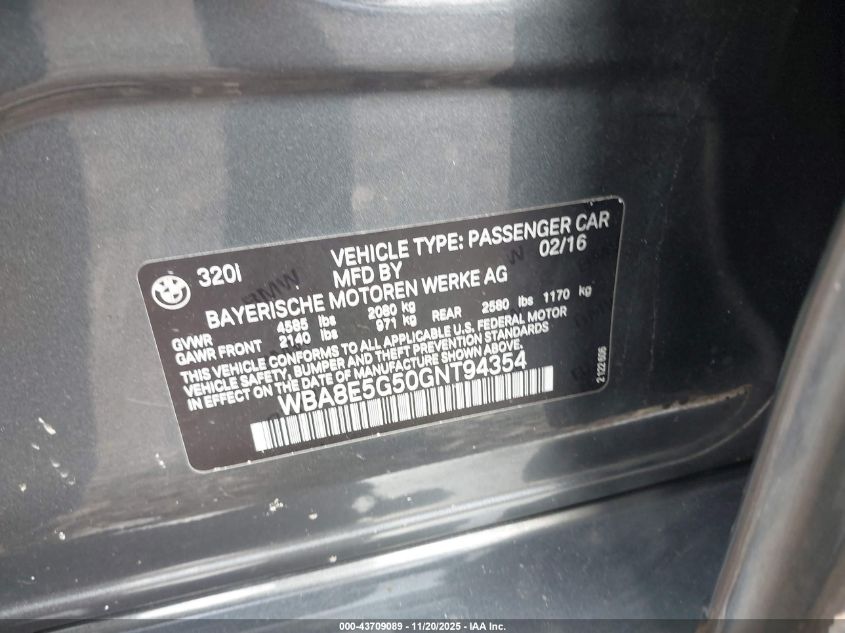 320I
VEHICLE TYPE: PASSENGER CAR
MFD BY 02/16
BAYERISCHE MOTOREN WERKE AG
GVWR 4585 lbs 2080 kg
GAWR FRONT 2140 lbs 971 kg REAR 2580 lbs 1170 kg
THIS VEHICLE CONFORMS TO ALL APPLICABLE U.S. FEDERAL MOTOR
VEHICLE SAFETY, BUMPER AND THEFT PREVENTION STANDARDS
IN EFFECT ON THE DATE OF MANUFACTURE SHOWN ABOVE.
WBA8E5G50GNT94354
000-43709089 - 11/20/2025 - IAA Inc.